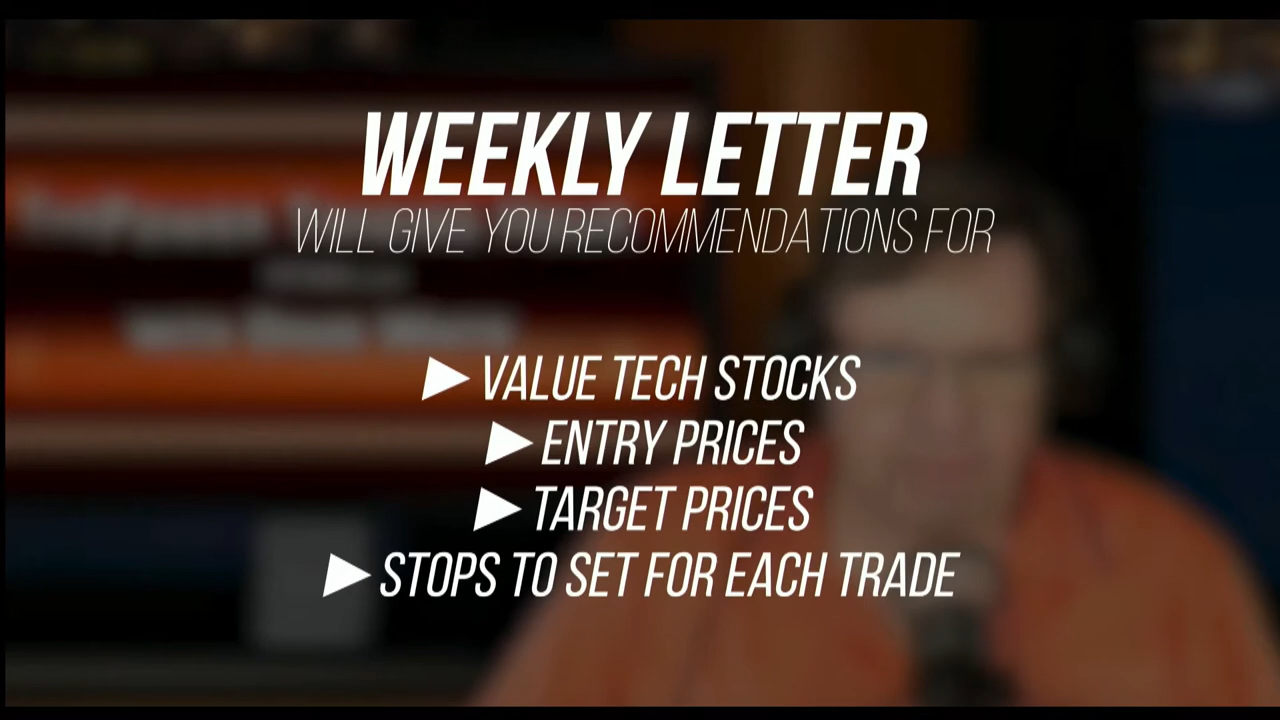 WEEKLY LETTER
WILL GIVE YOU RECOMMENDATIONS FOR
▶ VALUE TECH STOCKS
▶ ENTRY PRICES
▶ TARGET PRICES
▶ STOPS TO SET FOR EACH TRADE